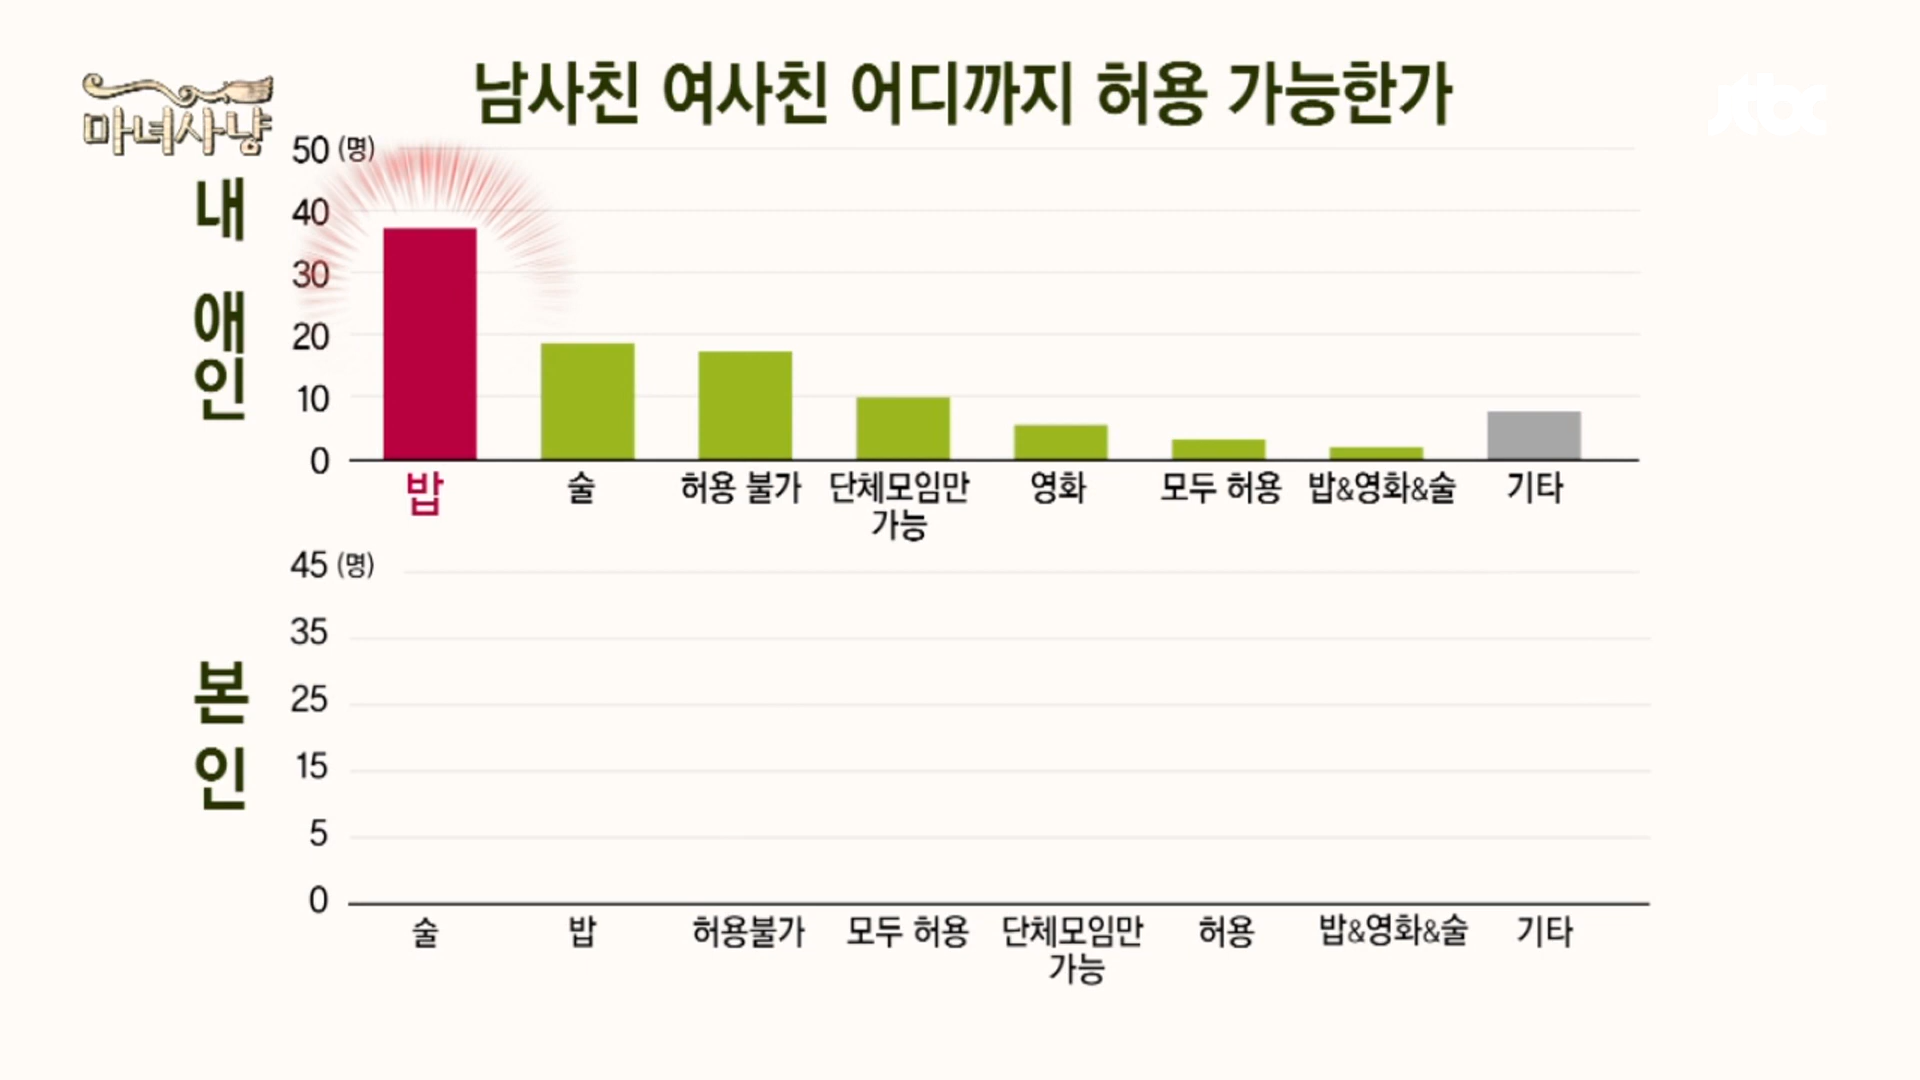 남사친 여사친 어디까지 허용 가능한가
마녀사냥
jtbc
내 애인
50 (명)
40
30
20
10
0
밥 술 허용 불가 단체모임만 가능 영화 모두 허용 밥&영화&술 기타
본인
45 (명)
35
25
15
5
0
술 밥 허용불가 모두 허용 단체모임만 가능 허용 밥&영화&술 기타